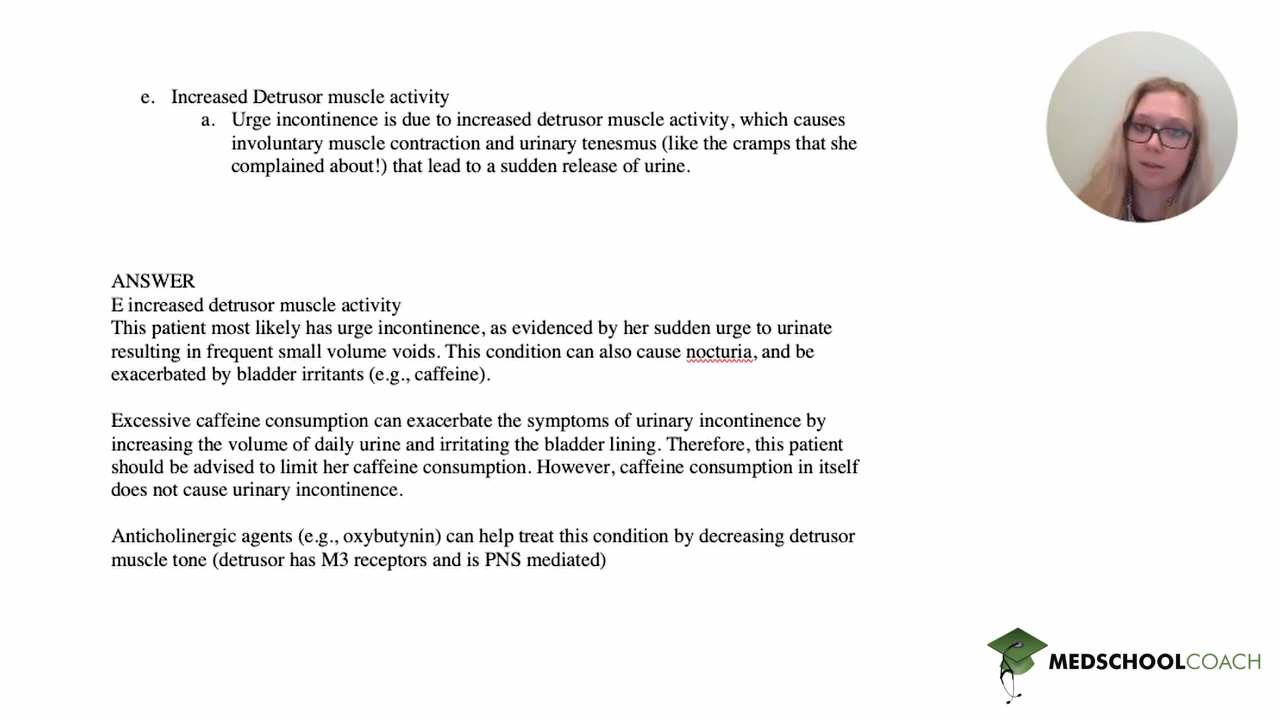 e. Increased Detrusor muscle activity
a. Urge incontinence is due to increased detrusor muscle activity, which causes
involuntary muscle contraction and urinary tenesmus (like the cramps that she
complained about!) that lead to a sudden release of urine.
ANSWER
E increased detrusor muscle activity
This patient most likely has urge incontinence, as evidenced by her sudden urge to urinate
resulting in frequent small volume voids. This condition can also cause nocturia, and be
exacerbated by bladder irritants (e.g., caffeine).
Excessive caffeine consumption can exacerbate the symptoms of urinary incontinence by
increasing the volume of daily urine and irritating the bladder lining. Therefore, this patient
should be advised to limit her caffeine consumption. However, caffeine consumption in itself
does not cause urinary incontinence.
Anticholinergic agents (e.g., oxybutynin) can help treat this condition by decreasing detrusor
muscle tone (detrusor has M3 receptors and is PNS mediated)
MEDSCHOOLCOACH